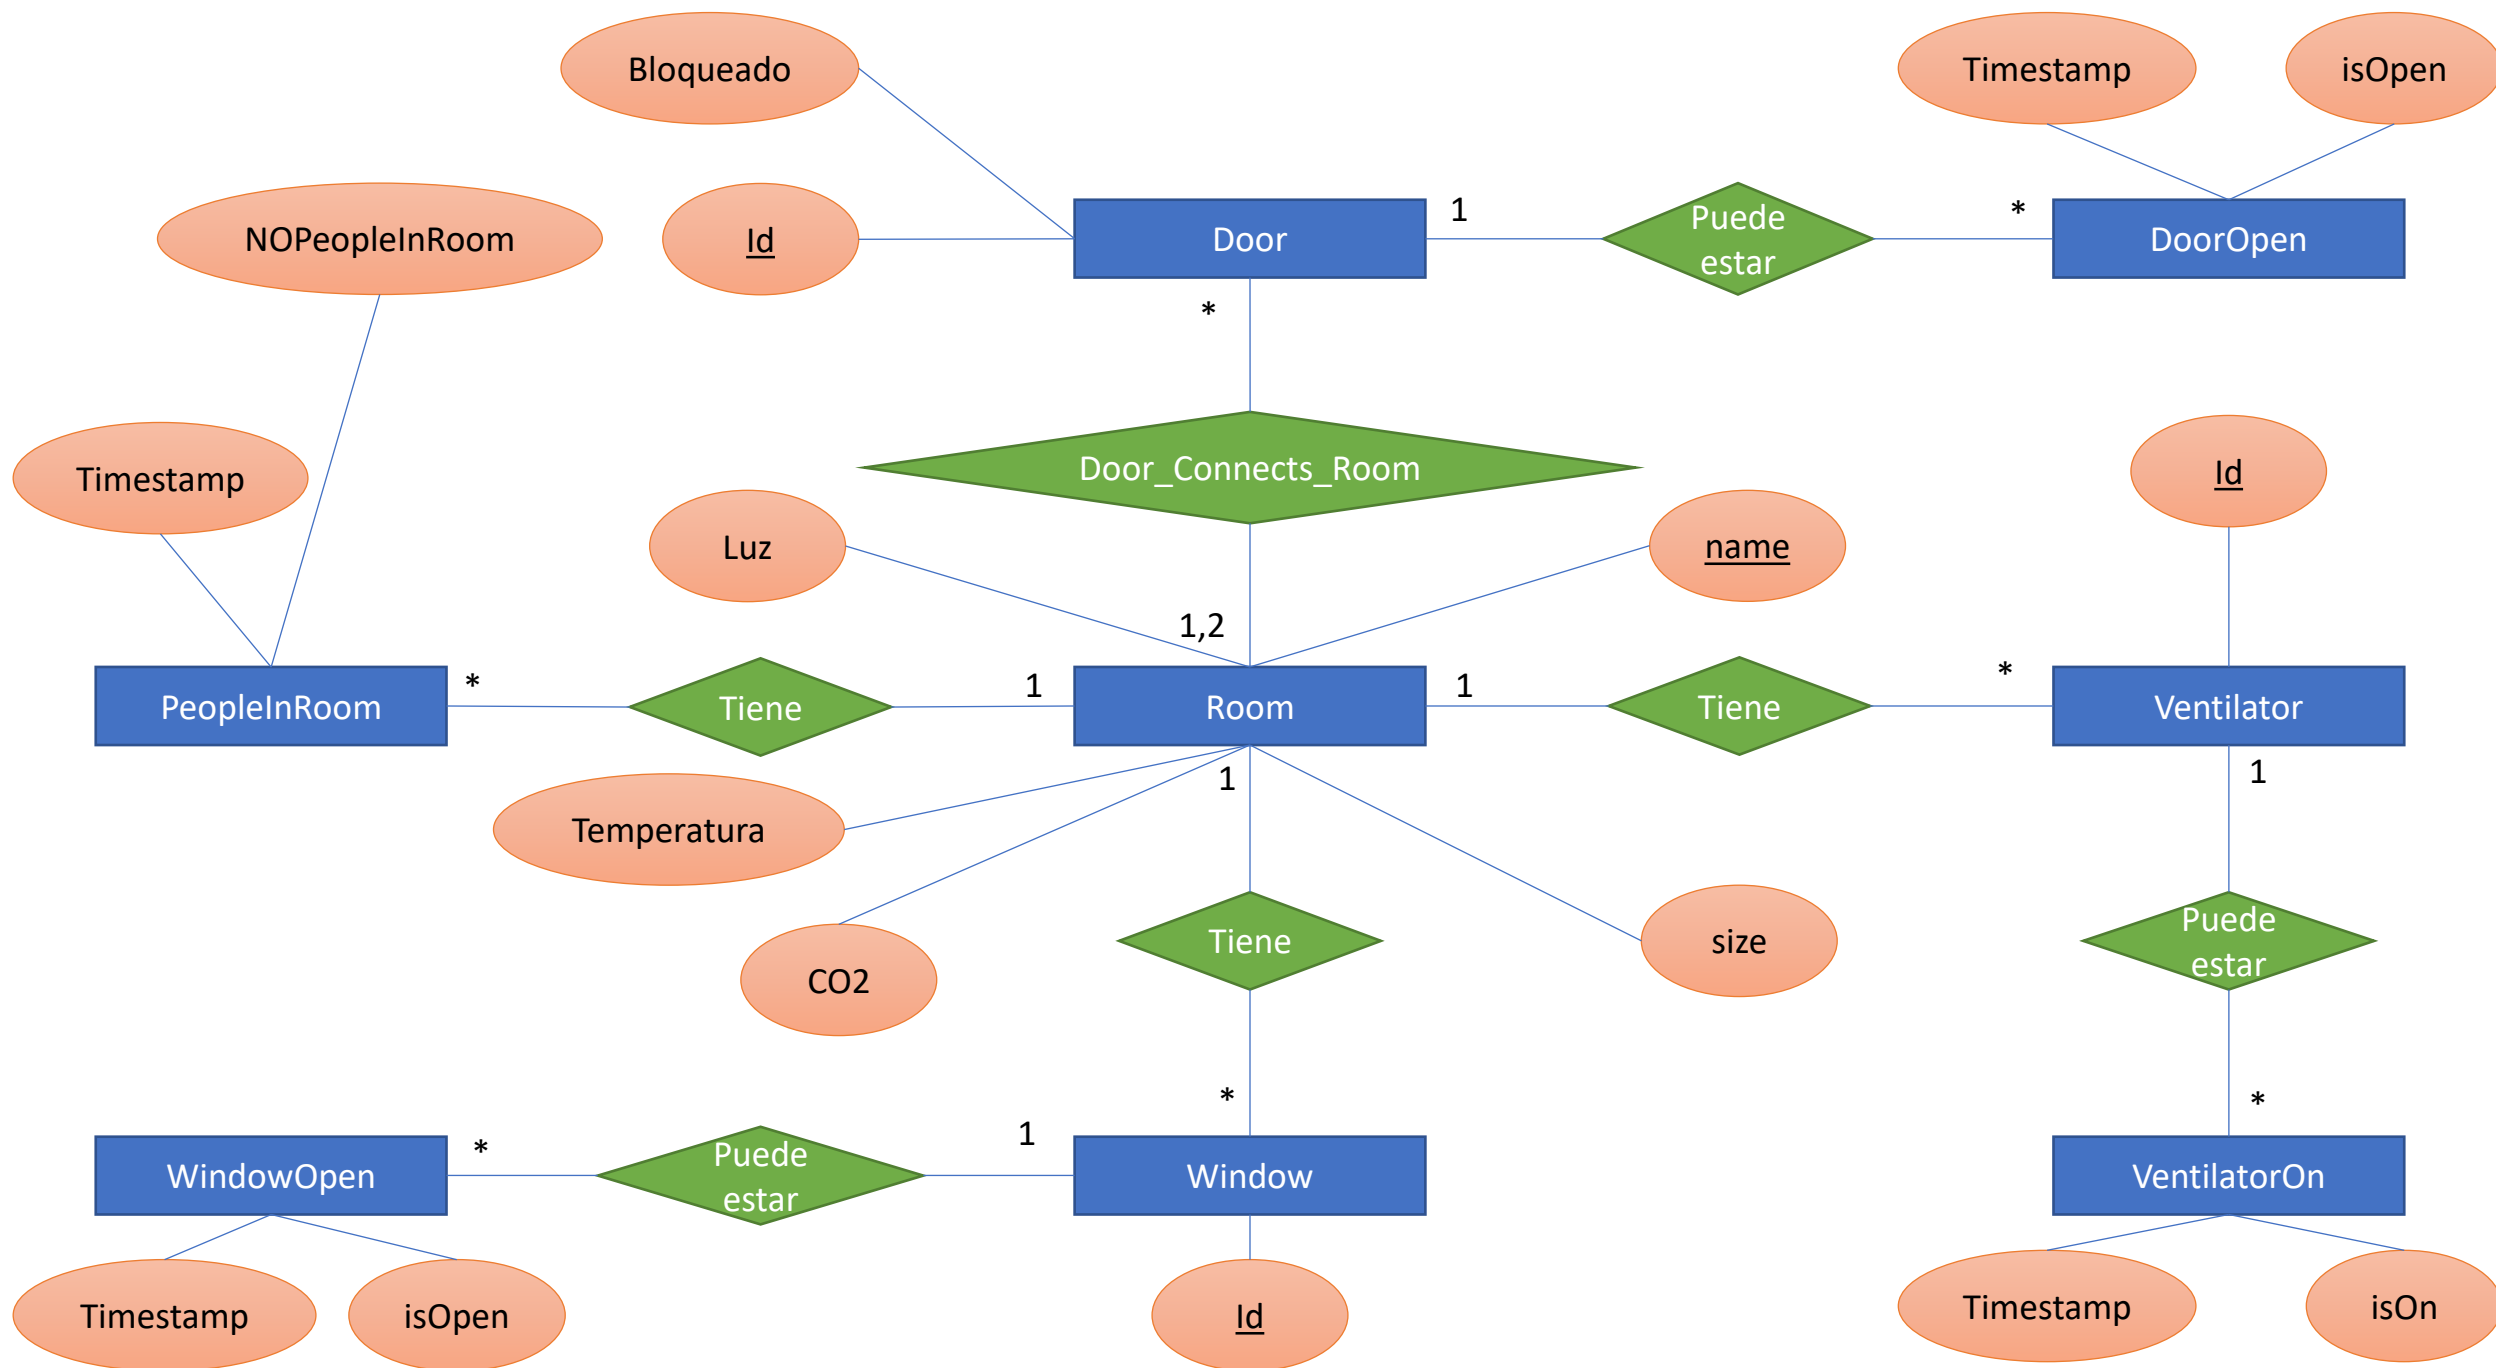 Bloqueado
Timestamp
isOpen
NOPeopleInRoom
Id
Door
1
Puede
estar
*
DoorOpen
*
Timestamp
Door_Connects_Room
Id
Luz
name
1,2
PeopleInRoom
*
Tiene
1
Room
1
Tiene
*
Ventilator
1
1
Temperatura
CO2
Tiene
size
Puede
estar
*
*
WindowOpen
*
Puede
estar
1
Window
VentilatorOn
Timestamp
isOpen
Id
Timestamp
isOn